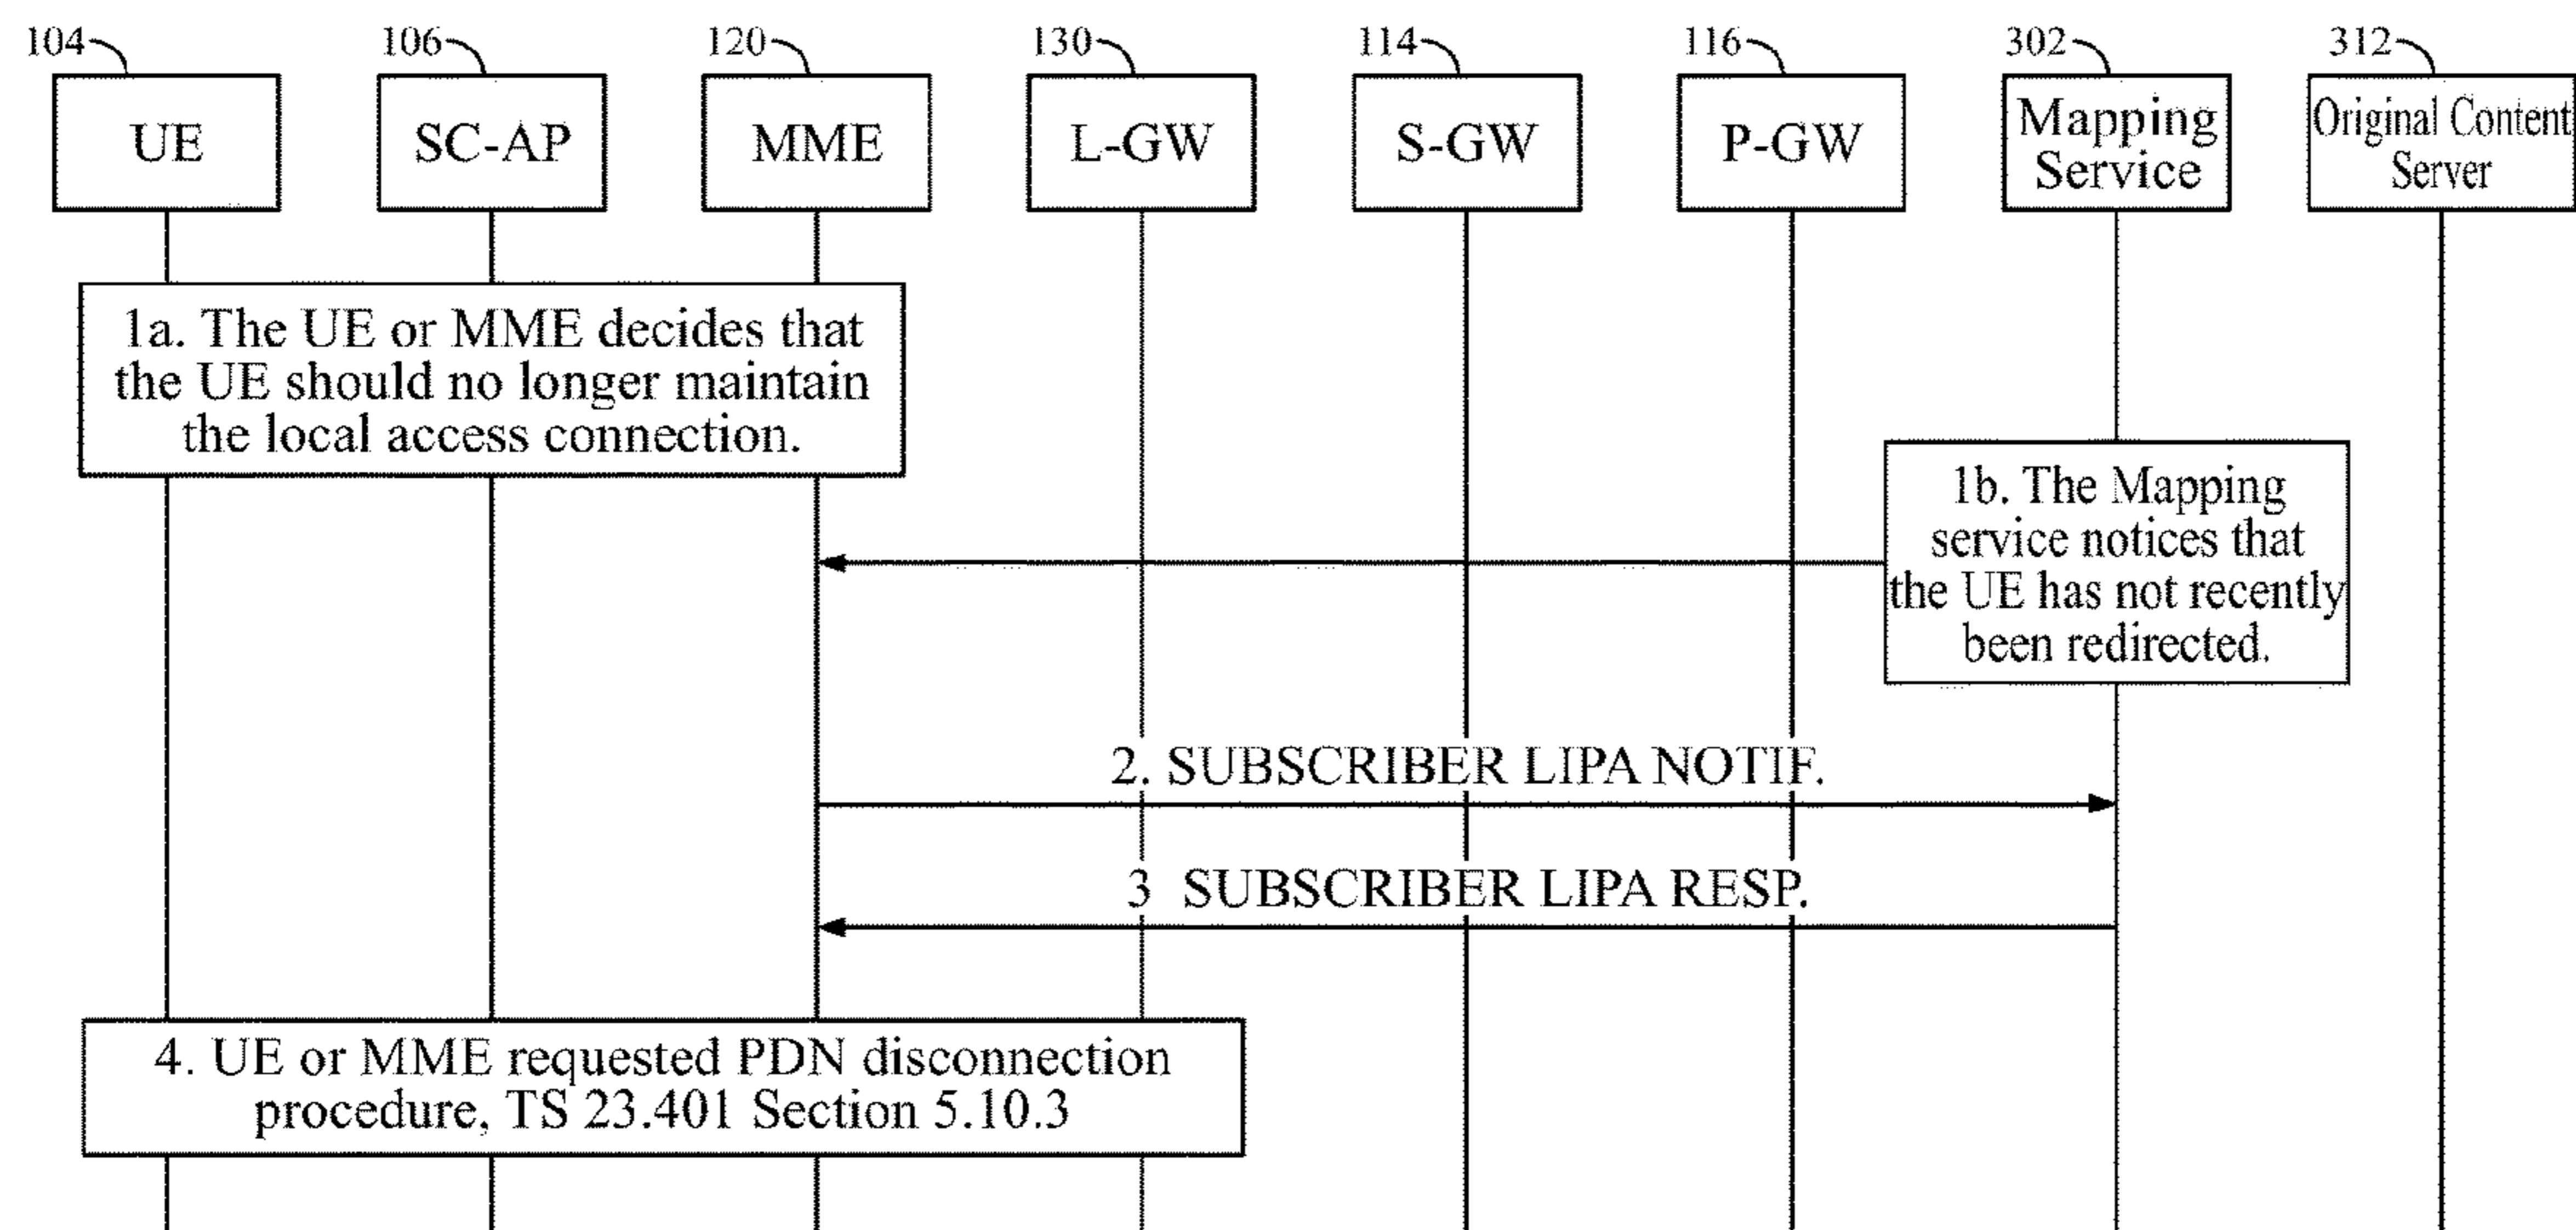 104
106
120
130
114
116
302
312
UE
SC-AP
MME
L-GW
S-GW
P-GW
Mapping
Service
Original Content
Server
1a. The UE or MME decides that
the UE should no longer maintain
the local access connection.
1b. The Mapping
service notices that
the UE has not recently
been redirected.
2. SUBSCRIBER LIPA NOTIF.
3 SUBSCRIBER LIPA RESP.
4. UE or MME requested PDN disconnection
procedure, TS 23.401 Section 5.10.3